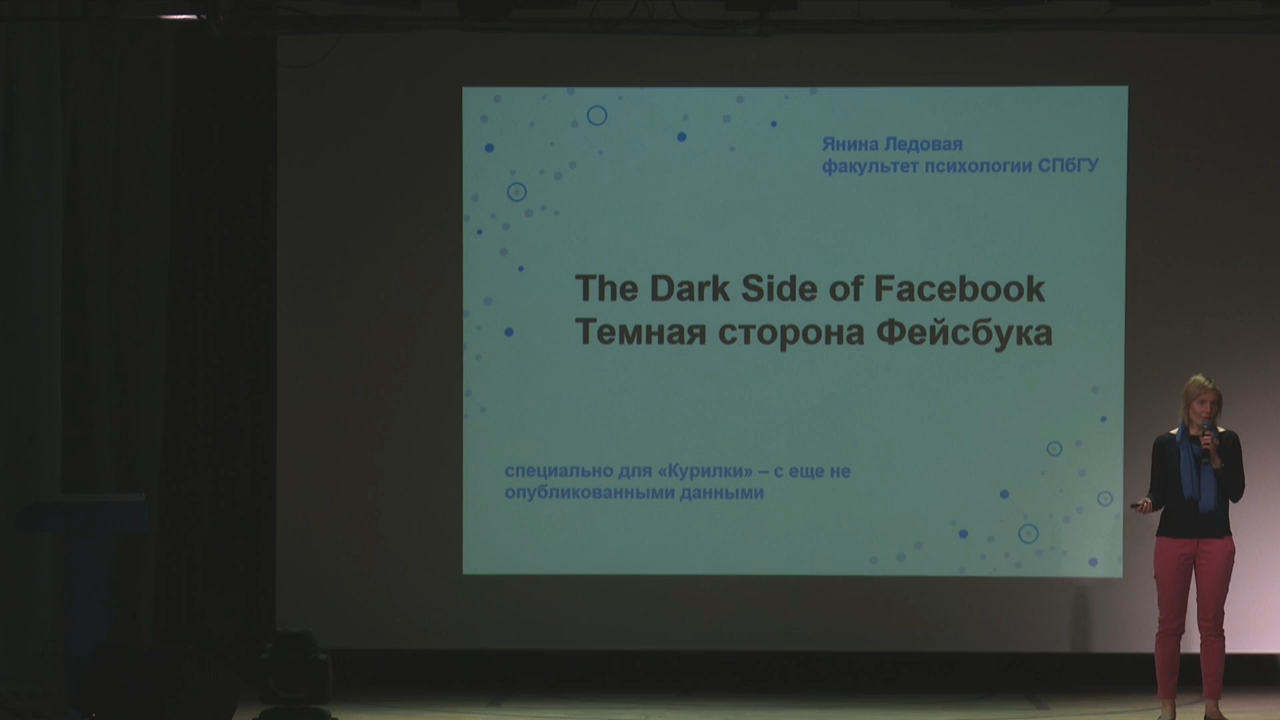 Янина Ледовая
факультет психологии СПбГУ
The Dark Side of Facebook
Темная сторона Фейсбука
специально для «Курилки» – с еще не
опубликованными данными